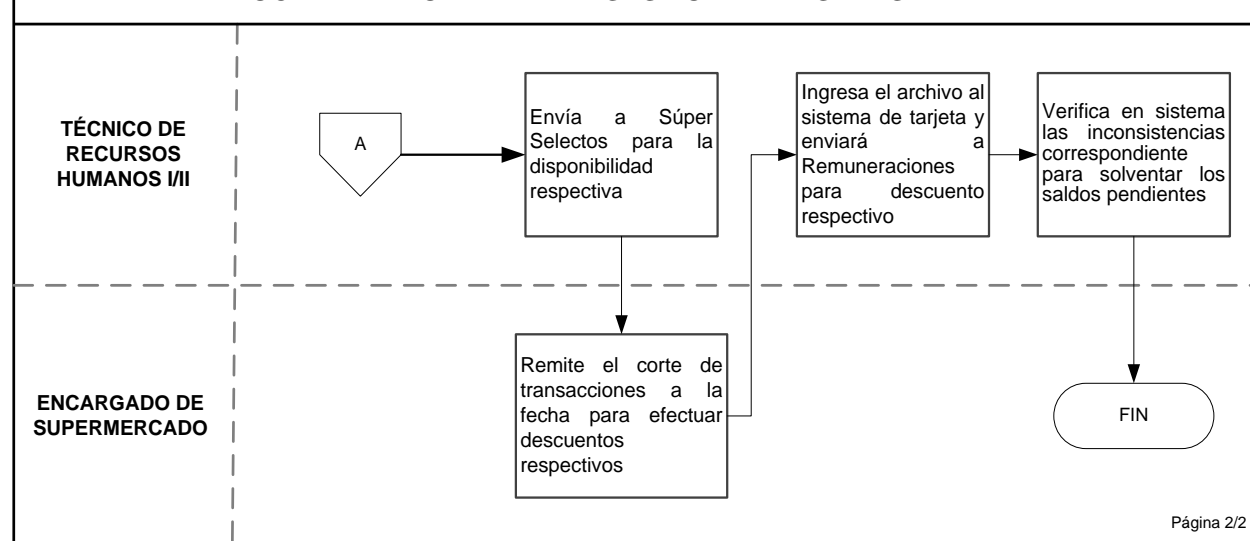 TÉCNICO DE
RECURSOS
HUMANOS I/II
A
Envía a Súper
Selectos para la
disponibilidad
respectiva
Ingresa el archivo al
sistema de tarjeta y
enviará a
Remuneraciones
para descuento
respectivo
Verifica en sistema
las inconsistencias
correspondiente
para solventar los
saldos pendientes
ENCARGADO DE
SUPERMERCADO
Remite el corte de
transacciones a la
fecha para efectuar
descuentos
respectivos
FIN
Página 2/2